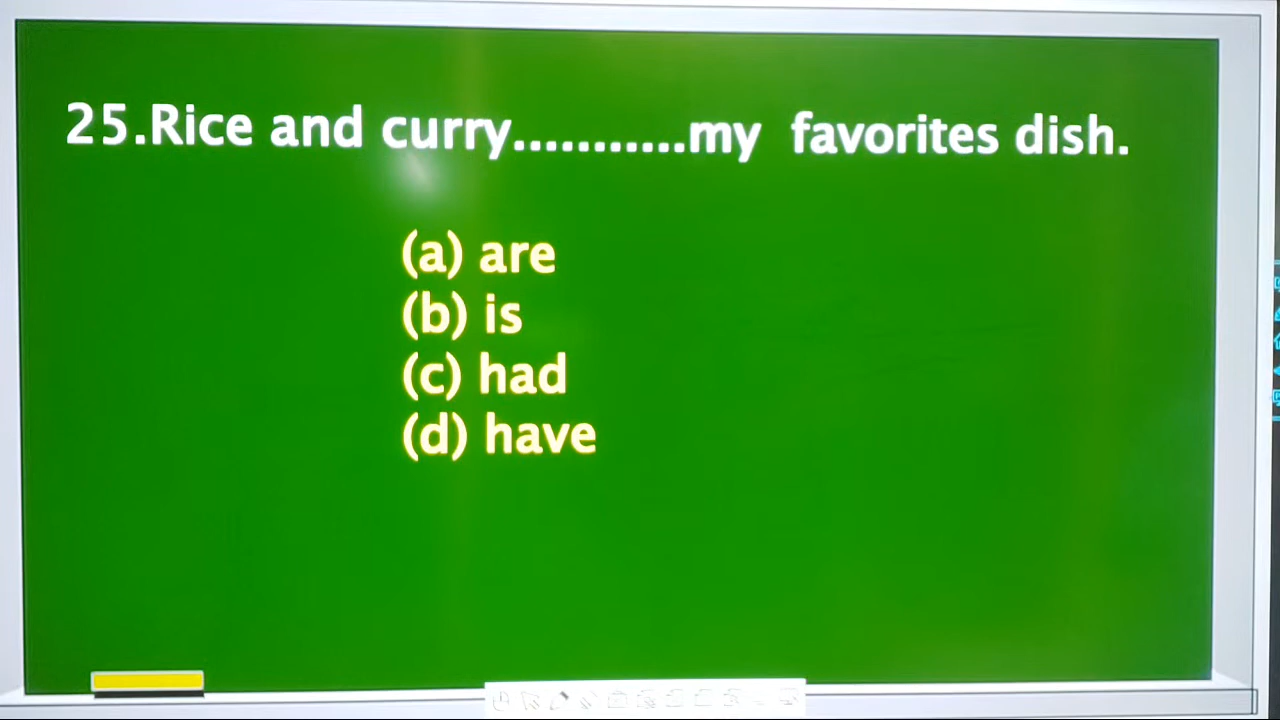 25.Rice and curry...........my favorites dish.
(a) are
(b) is
(c) had
(d) have